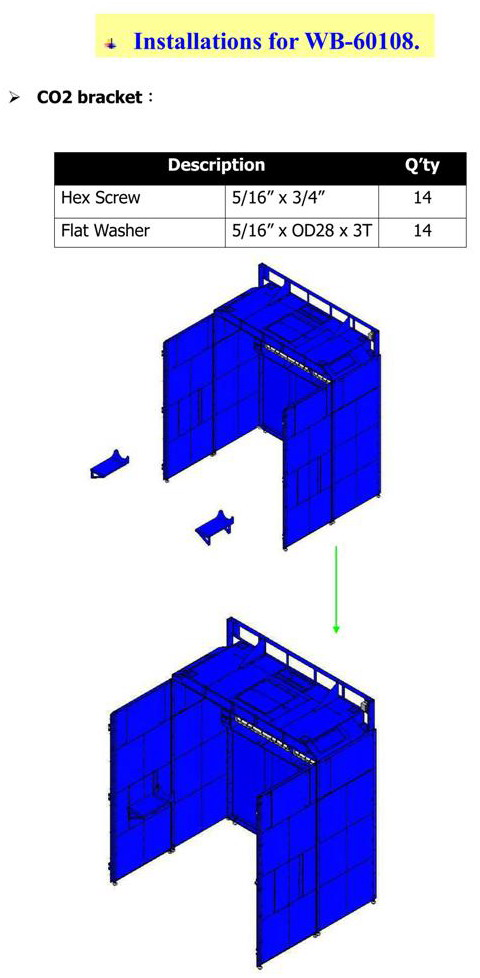 Installations for WB-60108.
CO2 bracket：
Description Q’ty
Hex Screw 5/16” x 3/4” 14
Flat Washer 5/16” x OD28 x 3T 14